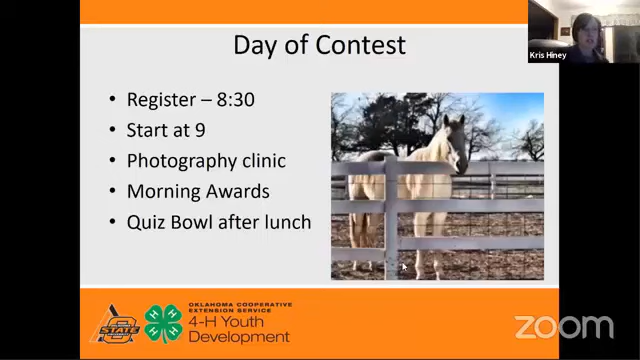 Day of Contest
• Register – 8:30
• Start at 9
• Photography clinic
• Morning Awards
• Quiz Bowl after lunch
Kris Hiney
STATE
H H H H
OKLAHOMA COOPERATIVE
EXTENSION SERVICE
4-H Youth
Development
zoom